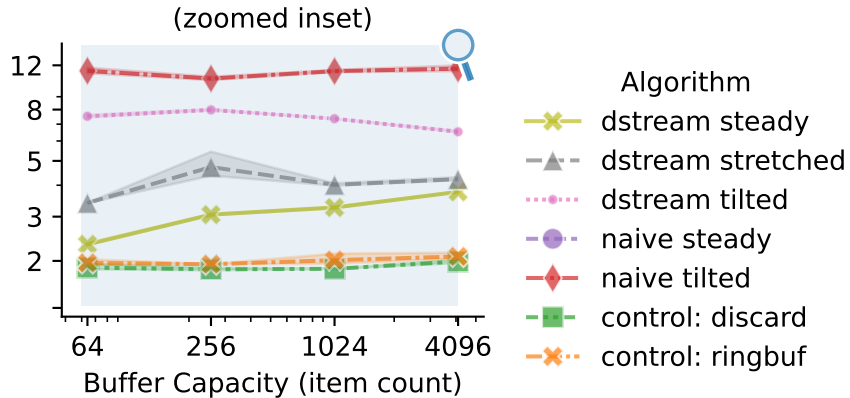 (zoomed inset)
12
8
5
3
2
64 256 1024 4096
Buffer Capacity (item count)
Algorithm
dstream steady
dstream stretched
dstream tilted
naive steady
naive tilted
control: discard
control: ringbuf